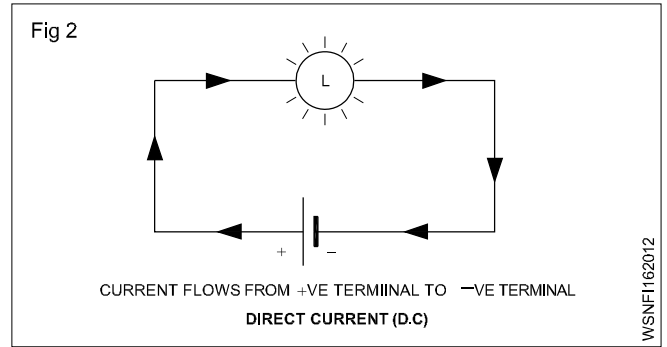 Fig 2
L
+ −
CURRENT FLOWS FROM +VE TERMIINAL TO −VE TERMINAL
DIRECT CURRENT (D.C)
WSNFI162012